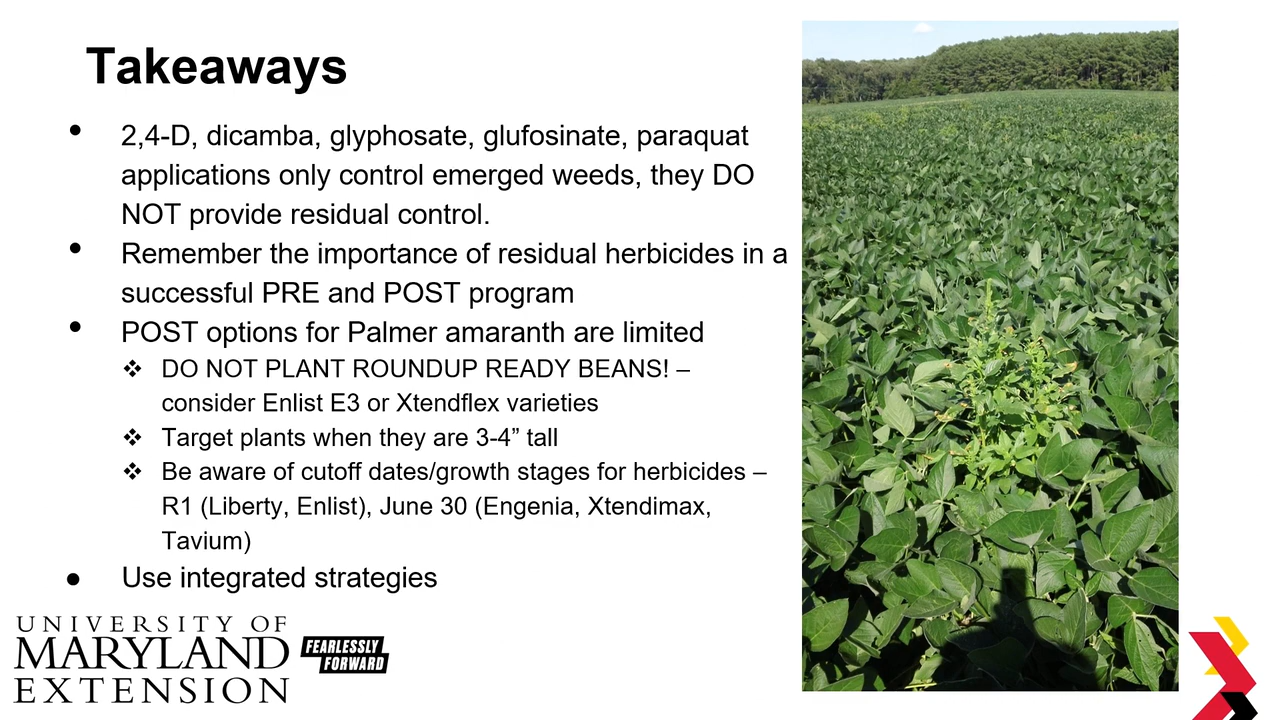 Takeaways
• 2,4-D, dicamba, glyphosate, glufosinate, paraquat
applications only control emerged weeds, they DO
NOT provide residual control.
• Remember the importance of residual herbicides in a
successful PRE and POST program
• POST options for Palmer amaranth are limited
❖ DO NOT PLANT ROUNDUP READY BEANS! –
consider Enlist E3 or Xtendflex varieties
❖ Target plants when they are 3-4” tall
❖ Be aware of cutoff dates/growth stages for herbicides –
R1 (Liberty, Enlist), June 30 (Engenia, Xtendimax,
Tavium)
● Use integrated strategies
UNIVERSITY OF
MARYLAND
EXTENSION
FEARLESSLY
FORWARD